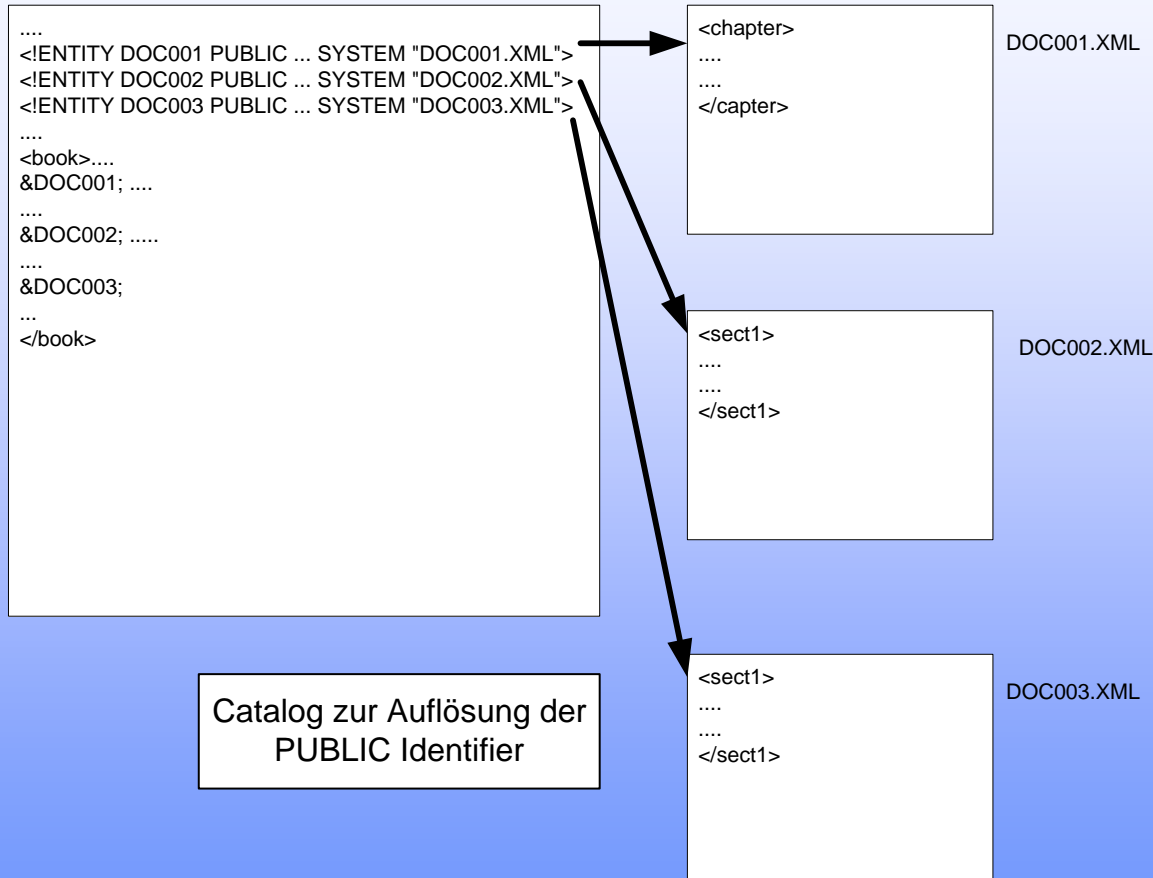 ....
<!ENTITY DOC001 PUBLIC ... SYSTEM "DOC001.XML">
<!ENTITY DOC002 PUBLIC ... SYSTEM "DOC002.XML">
<!ENTITY DOC003 PUBLIC ... SYSTEM "DOC003.XML">
....
<book>....
&DOC001; ....
....
&DOC002; .....
....
&DOC003;
...
</book>
<chapter>
....
....
</capter>
DOC001.XML
<sect1>
....
....
</sect1>
DOC002.XML
<sect1>
....
....
</sect1>
DOC003.XML
Catalog zur Auflösung der
PUBLIC Identifier